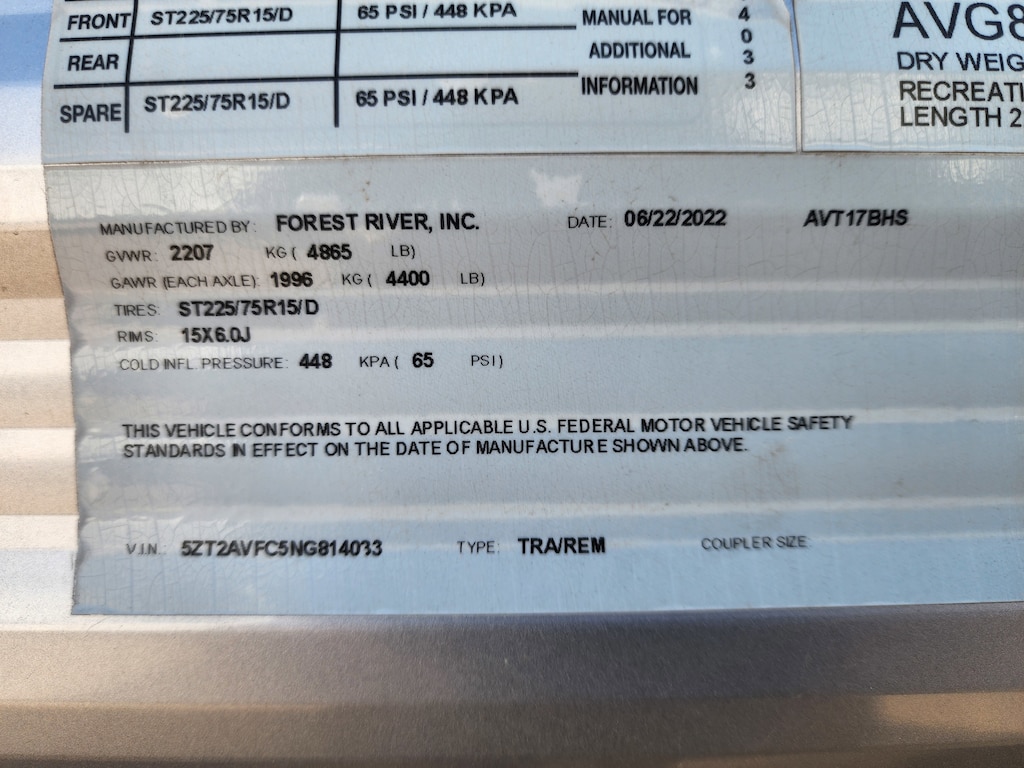 FRONT ST225/75R15/D 65 PSI / 448 KPA
REAR
SPARE ST225/75R15/D 65 PSI / 448 KPA
MANUAL FOR
ADDITIONAL
INFORMATION
4
0
3
3
AVG8
DRY WEIG
RECREATI
LENGTH 2
MANUFACTURED BY: FOREST RIVER, INC. DATE: 06/22/2022 AVT17BHS
GVWR: 2207 KG ( 4865 LB)
GAWR (EACH AXLE): 1996 KG ( 4400 LB)
TIRES: ST225/75R15/D
RIMS: 15X6.0J
COLD INFL. PRESSURE: 448 KPA ( 65 PSI)
THIS VEHICLE CONFORMS TO ALL APPLICABLE U.S. FEDERAL MOTOR VEHICLE SAFETY
STANDARDS IN EFFECT ON THE DATE OF MANUFACTURE SHOWN ABOVE.
V.I.N.: 5ZT2AVFC5NG814033 TYPE: TRA/REM COUPLER SIZE